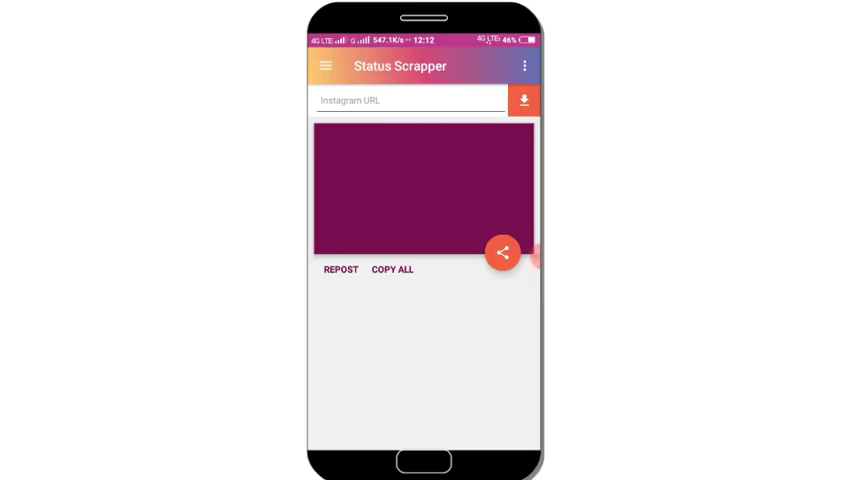 4G LTE G 547.1K/s 12:12 4G LTE 46%
Status Scrapper
Instagram URL
REPOST COPY ALL